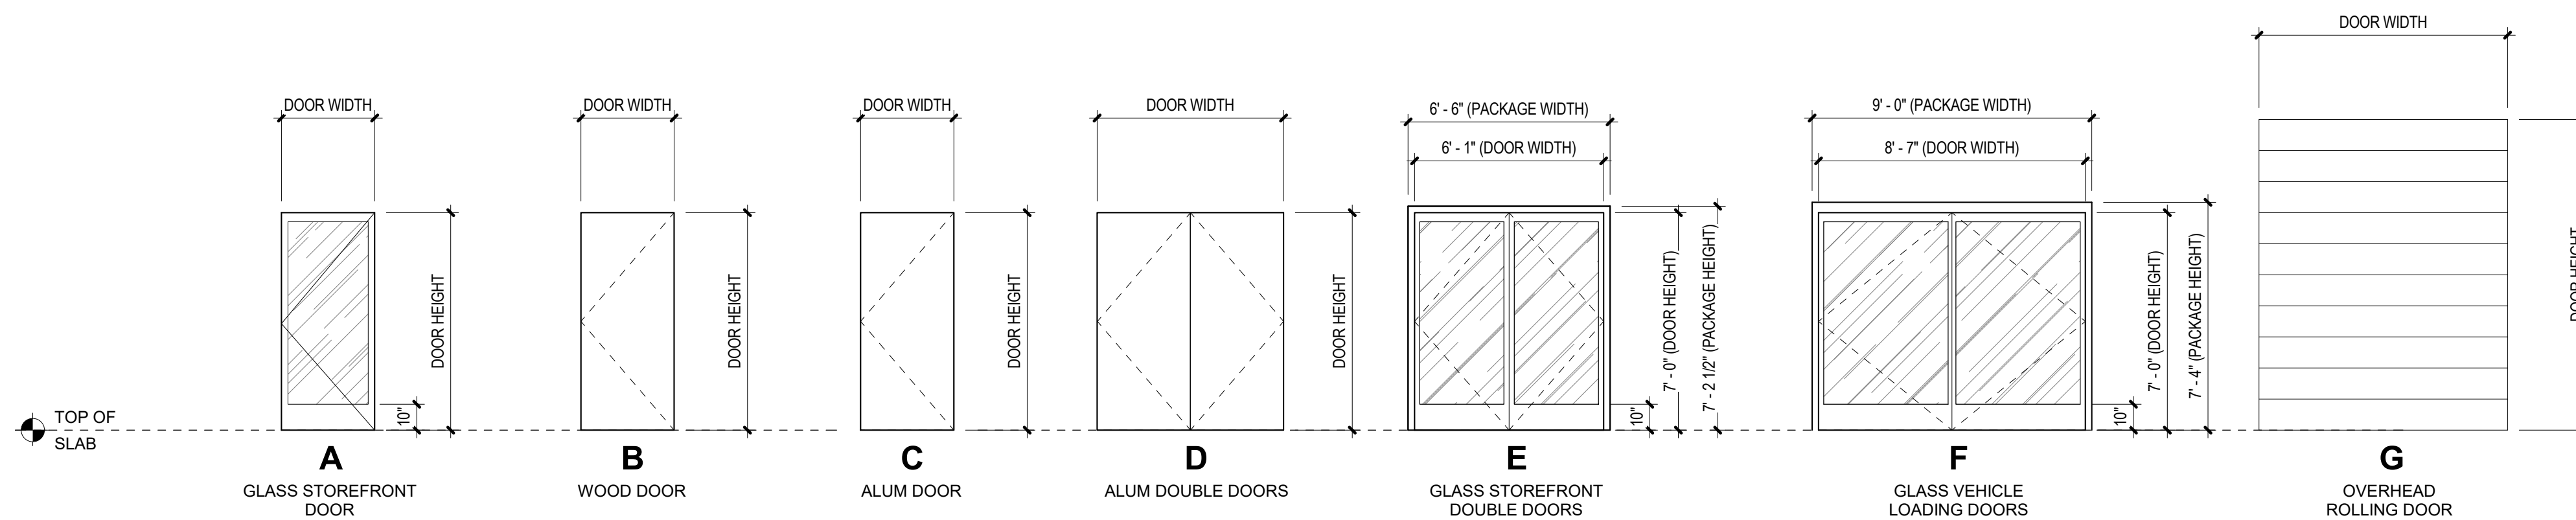 DOOR WIDTH
DOOR WIDTH
DOOR WIDTH
DOOR WIDTH
DOOR WIDTH
6' - 6" (PACKAGE WIDTH)
9' - 0" (PACKAGE WIDTH)
6' - 1" (DOOR WIDTH)
8' - 7" (DOOR WIDTH)
DOOR HEIGHT
DOOR HEIGHT
DOOR HEIGHT
DOOR HEIGHT
7' - 0" (DOOR HEIGHT)
7' - 2 1/2" (PACKAGE HEIGHT)
7' - 0" (DOOR HEIGHT)
7' - 4" (PACKAGE HEIGHT)
DOOR HEIGHT
10"
10"
10"
TOP OF
SLAB
A
GLASS STOREFRONT
DOOR
B
WOOD DOOR
C
ALUM DOOR
D
ALUM DOUBLE DOORS
E
GLASS STOREFRONT
DOUBLE DOORS
F
GLASS VEHICLE
LOADING DOORS
G
OVERHEAD
ROLLING DOOR